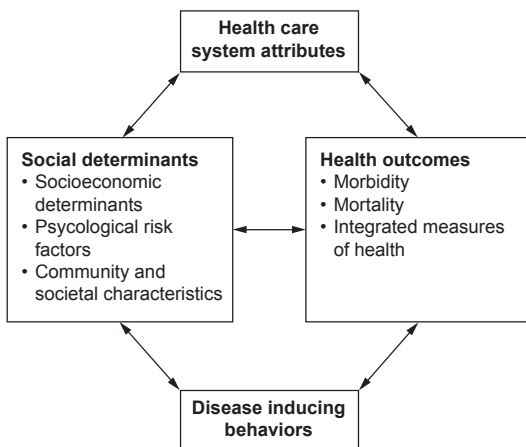 Health care
system attributes
Social determinants
• Socioeconomic
determinants
• Psycological risk
factors
• Community and
societal characteristics
Health outcomes
• Morbidity
• Mortality
• Integrated measures
of health
Disease inducing
behaviors